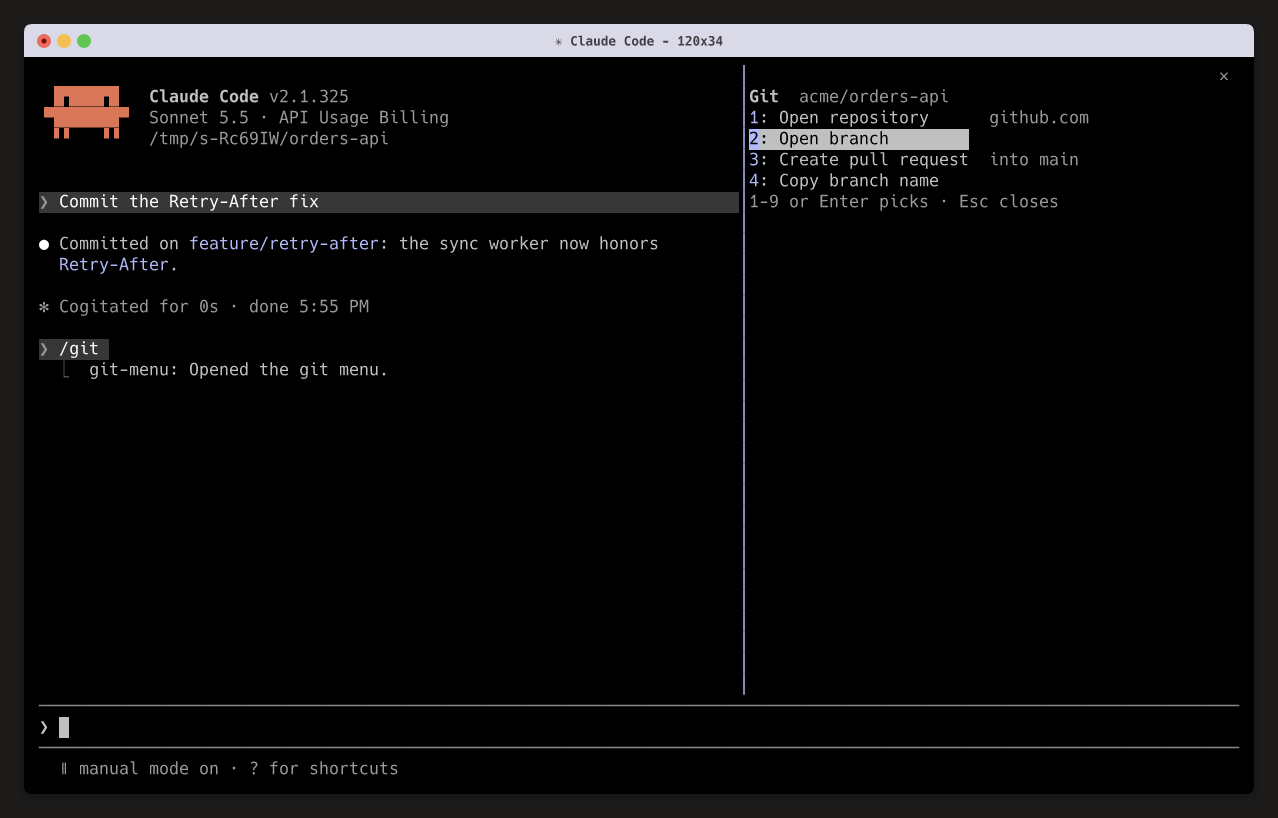 ✳ Claude Code - 120x34
Claude Code v2.1.325
Sonnet 5.5 · API Usage Billing
/tmp/s-Rc69IW/orders-api
❯ Commit the Retry-After fix
● Committed on feature/retry-after: the sync worker now honors
Retry-After.
✻ Cogitated for 0s · done 5:55 PM
❯ /git
⎿ git-menu: Opened the git menu.
×
Git acme/orders-api
1: Open repository github.com
2: Open branch
3: Create pull request into main
4: Copy branch name
1-9 or Enter picks · Esc closes
❯
⏸ manual mode on · ? for shortcuts